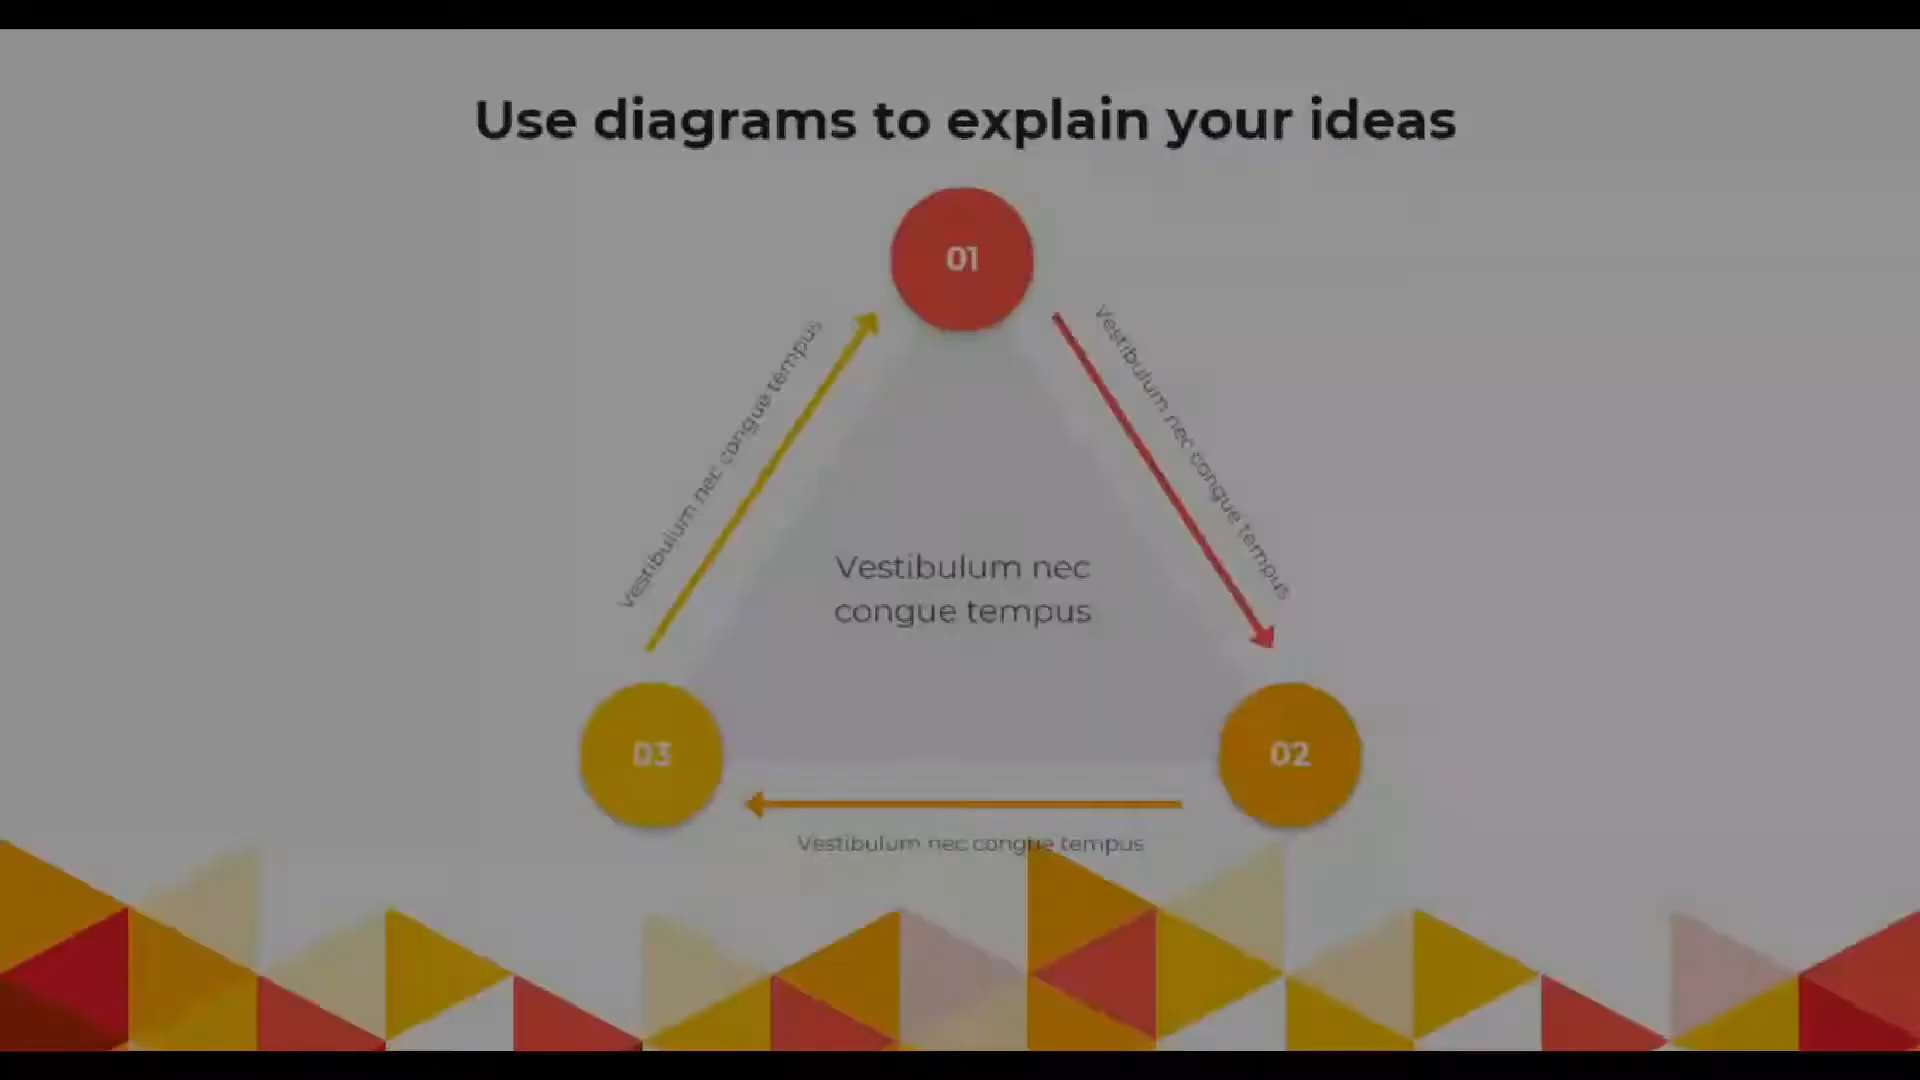 Use diagrams to explain your ideas
01
Vestibulum nec congue tempus
Vestibulum nec congue tempus
Vestibulum nec
congue tempus
03
02
Vestibulum nec congue tempus